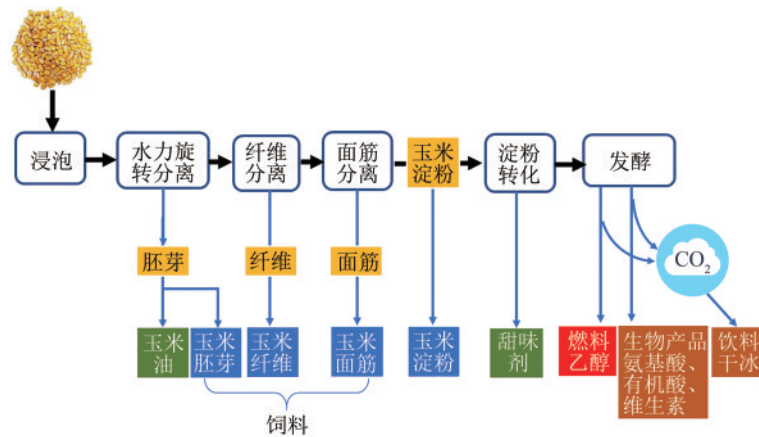 浸泡
水力旋
转分离
纤维
分离
面筋
分离
玉米
淀粉
淀粉
转化
发酵
胚芽
纤维
面筋
CO₂
玉米
油
玉米
胚芽
玉米
纤维
玉米
面筋
玉米
淀粉
甜味
剂
燃料
乙醇
生物产品
氨基酸、
有机酸、
维生素
饮料
干冰
饲料